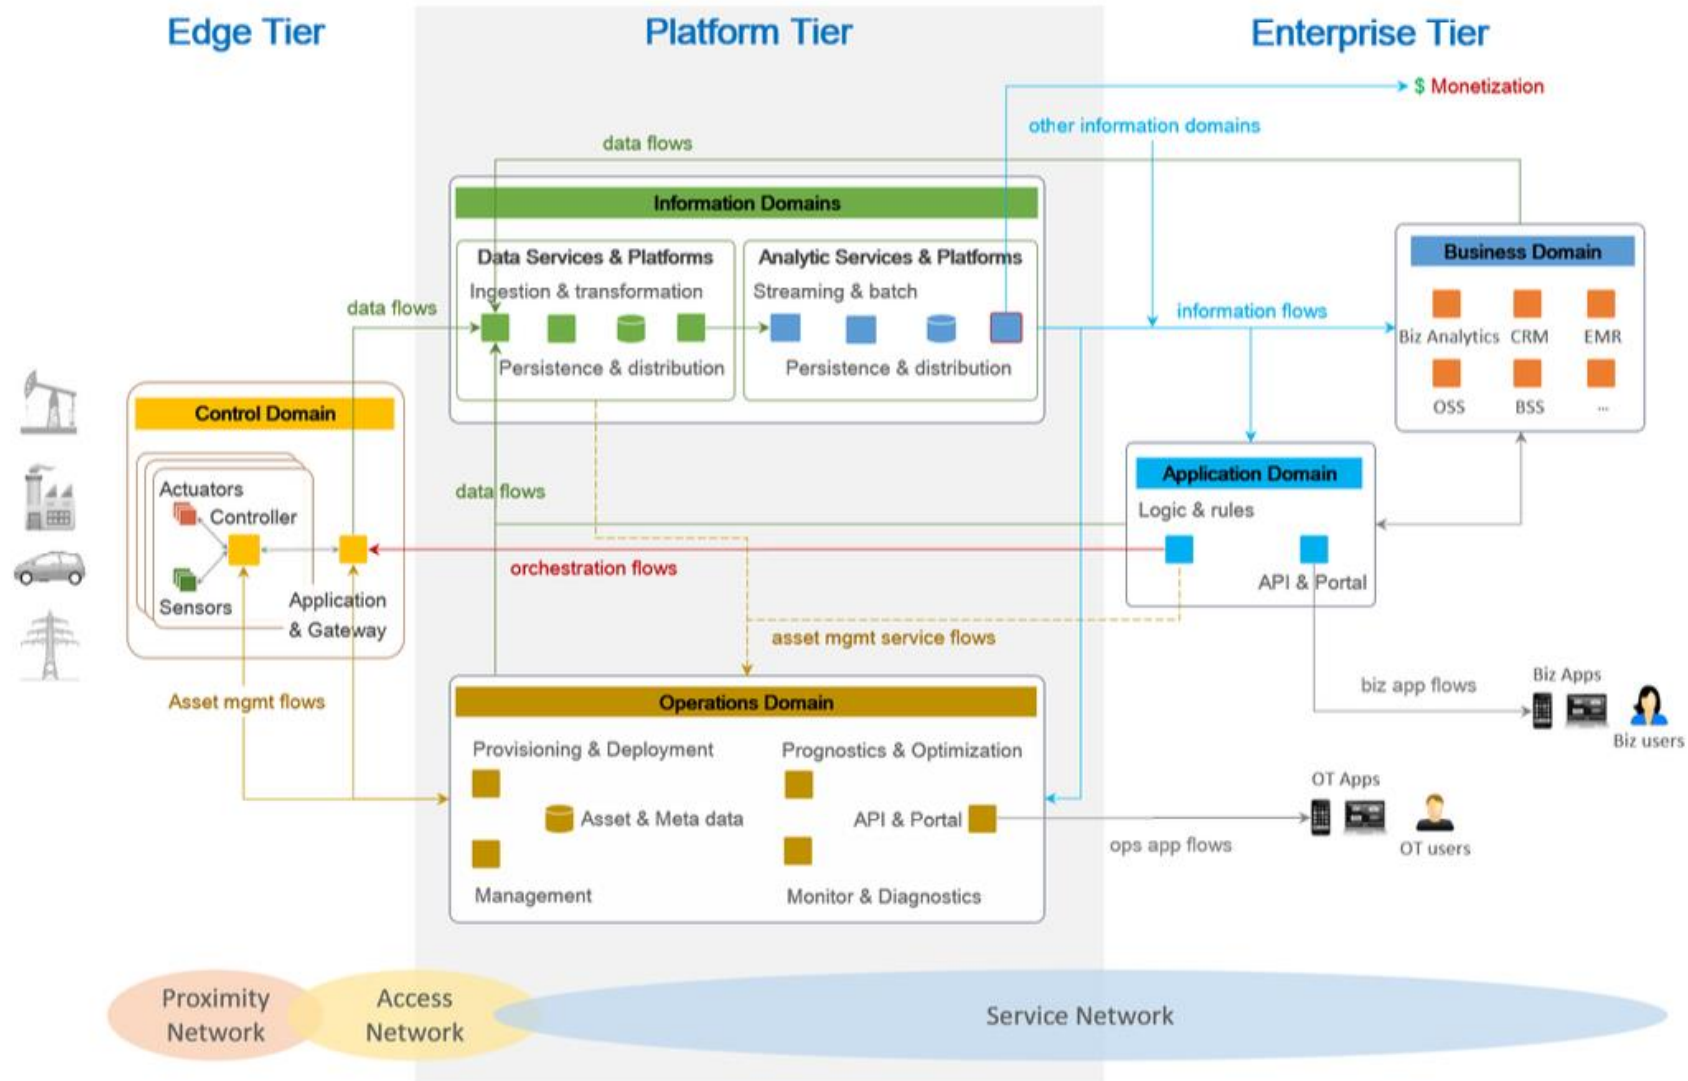 Edge Tier
Platform Tier
Enterprise Tier
$ Monetization
other information domains
data flows
Information Domains
Data Services & Platforms
Ingestion & transformation
Persistence & distribution
Analytic Services & Platforms
Streaming & batch
Persistence & distribution
data flows
information flows
Business Domain
Biz Analytics
CRM
EMR
OSS
BSS
...
Control Domain
Actuators
Controller
Sensors
Application
& Gateway
data flows
orchestration flows
Application Domain
Logic & rules
API & Portal
asset mgmt service flows
Asset mgmt flows
Operations Domain
Provisioning & Deployment
Prognostics & Optimization
Asset & Meta data
API & Portal
Management
Monitor & Diagnostics
biz app flows
Biz Apps
Biz users
OT Apps
ops app flows
OT users
Proximity
Network
Access
Network
Service Network